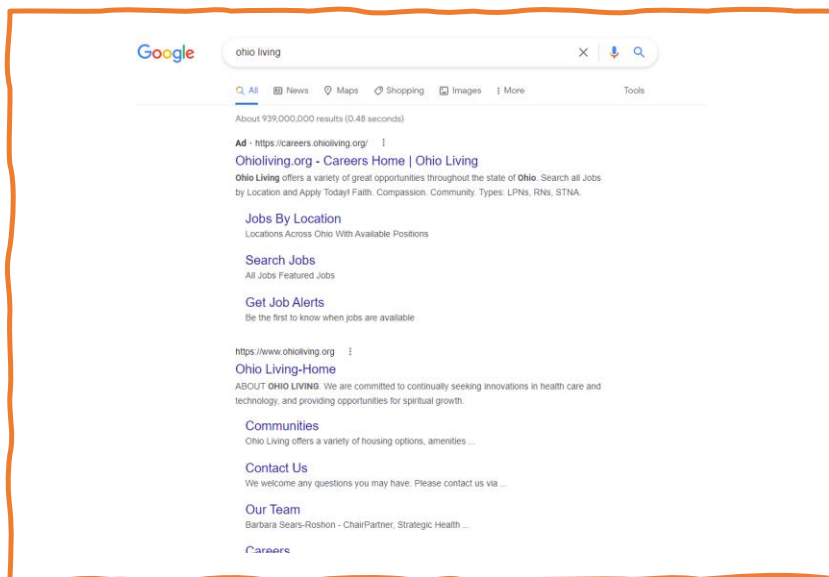 Google
ohio living
All News Maps Shopping Images More Tools
About 939,000,000 results (0.48 seconds)
Ad · https://careers.ohioliving.org/
Ohioliving.org - Careers Home | Ohio Living
Ohio Living offers a variety of great opportunities throughout the state of Ohio. Search all Jobs
by Location and Apply Today! Faith. Compassion. Community. Types: LPNs, RNs, STNA.
Jobs By Location
Locations Across Ohio With Available Positions
Search Jobs
All Jobs Featured Jobs
Get Job Alerts
Be the first to know when jobs are available
https://www.ohioliving.org
Ohio Living-Home
ABOUT OHIO LIVING. We are committed to continually seeking innovations in health care and
technology, and providing opportunities for spiritual growth.
Communities
Ohio Living offers a variety of housing options, amenities ...
Contact Us
We welcome any questions you may have. Please contact us via ...
Our Team
Barbara Sears-Roshon - ChairPartner, Strategic Health ...
Careers